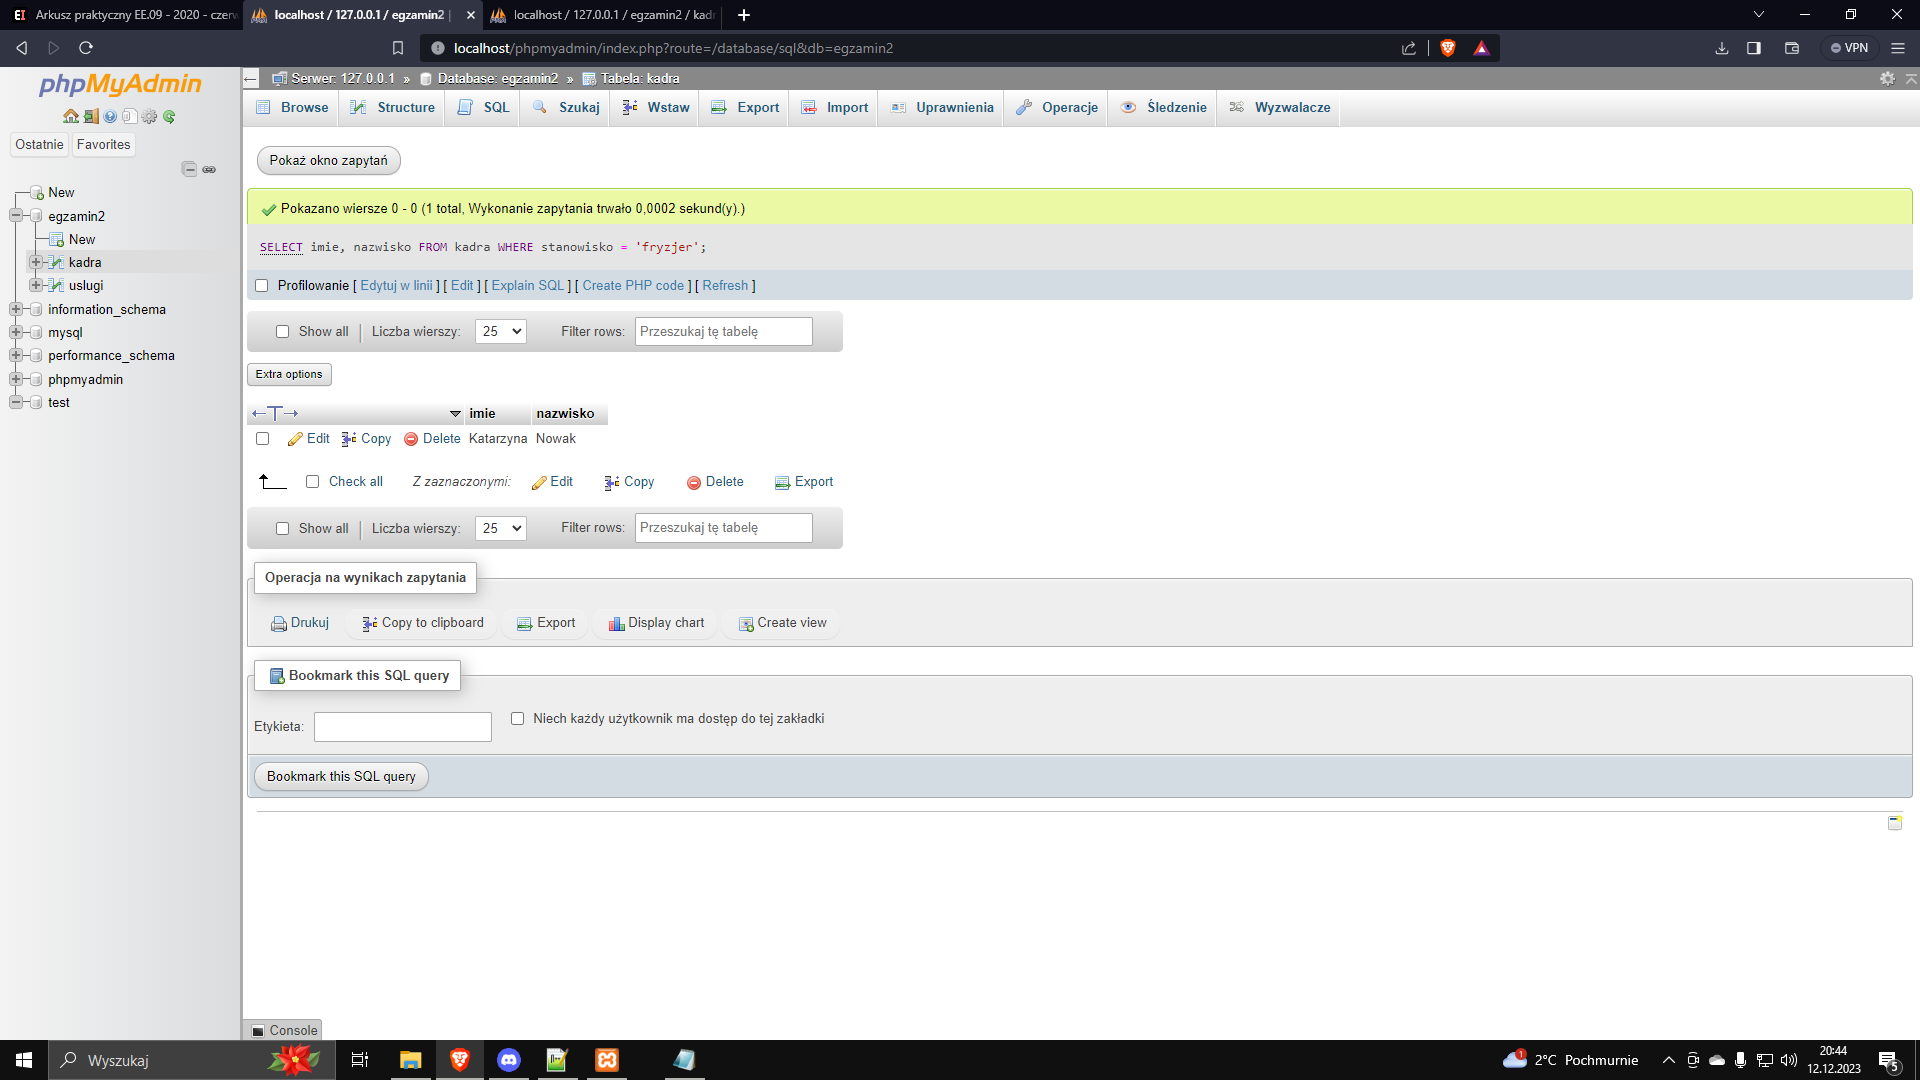 Arkusz praktyczny EE.09 - 2020 - czerw
localhost / 127.0.0.1 / egzamin2 |
localhost / 127.0.0.1 / egzamin2 / kadr
localhost/phpmyadmin/index.php?route=/database/sql&db=egzamin2
VPN
phpMyAdmin
Ostatnie Favorites
New
egzamin2
New
kadra
uslugi
information_schema
mysql
performance_schema
phpmyadmin
test
Serwer: 127.0.0.1 » Database: egzamin2 » Tabela: kadra
Browse Structure SQL Szukaj Wstaw Export Import Uprawnienia Operacje Śledzenie Wyzwalacze
Pokaż okno zapytań
Pokazano wiersze 0 - 0 (1 total, Wykonanie zapytania trwało 0,0002 sekund(y).)
SELECT imie, nazwisko FROM kadra WHERE stanowisko = 'fryzjer';
Profilowanie [ Edytuj w linii ] [ Edit ] [ Explain SQL ] [ Create PHP code ] [ Refresh ]
Show all | Liczba wierszy: 25 Filter rows: Przeszukaj tę tabelę
Extra options
←T→ imie nazwisko
Edit Copy Delete Katarzyna Nowak
Check all Z zaznaczonymi: Edit Copy Delete Export
Show all | Liczba wierszy: 25 Filter rows: Przeszukaj tę tabelę
Operacja na wynikach zapytania
Drukuj Copy to clipboard Export Display chart Create view
Bookmark this SQL query
Etykieta: Niech każdy użytkownik ma dostęp do tej zakładki
Bookmark this SQL query
Console
Wyszukaj
1 2°C Pochmurnie
20:44
12.12.2023
5